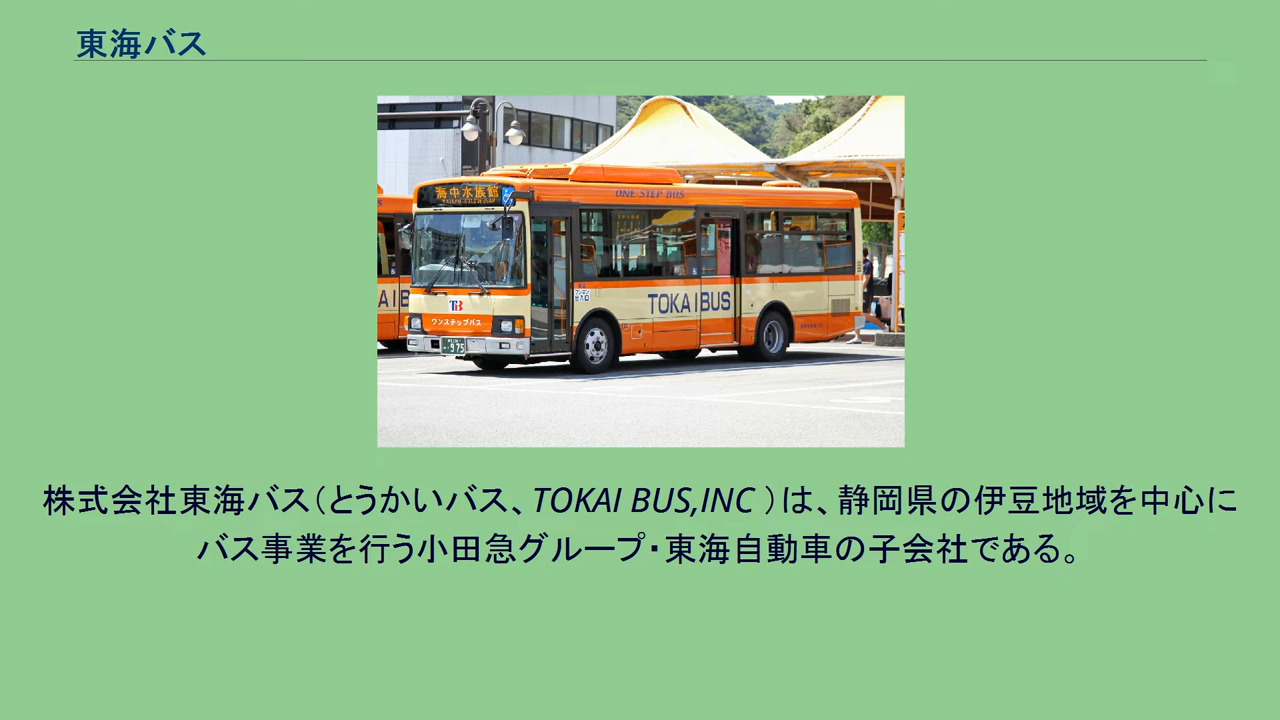 東海バス
海中水族館
ONE STEP BUS
TOKAI BUS
TB
ワンステップバス
・975
株式会社東海バス（とうかいバス、TOKAI BUS,INC ）は、静岡県の伊豆地域を中心に
バス事業を行う小田急グループ・東海自動車の子会社である。